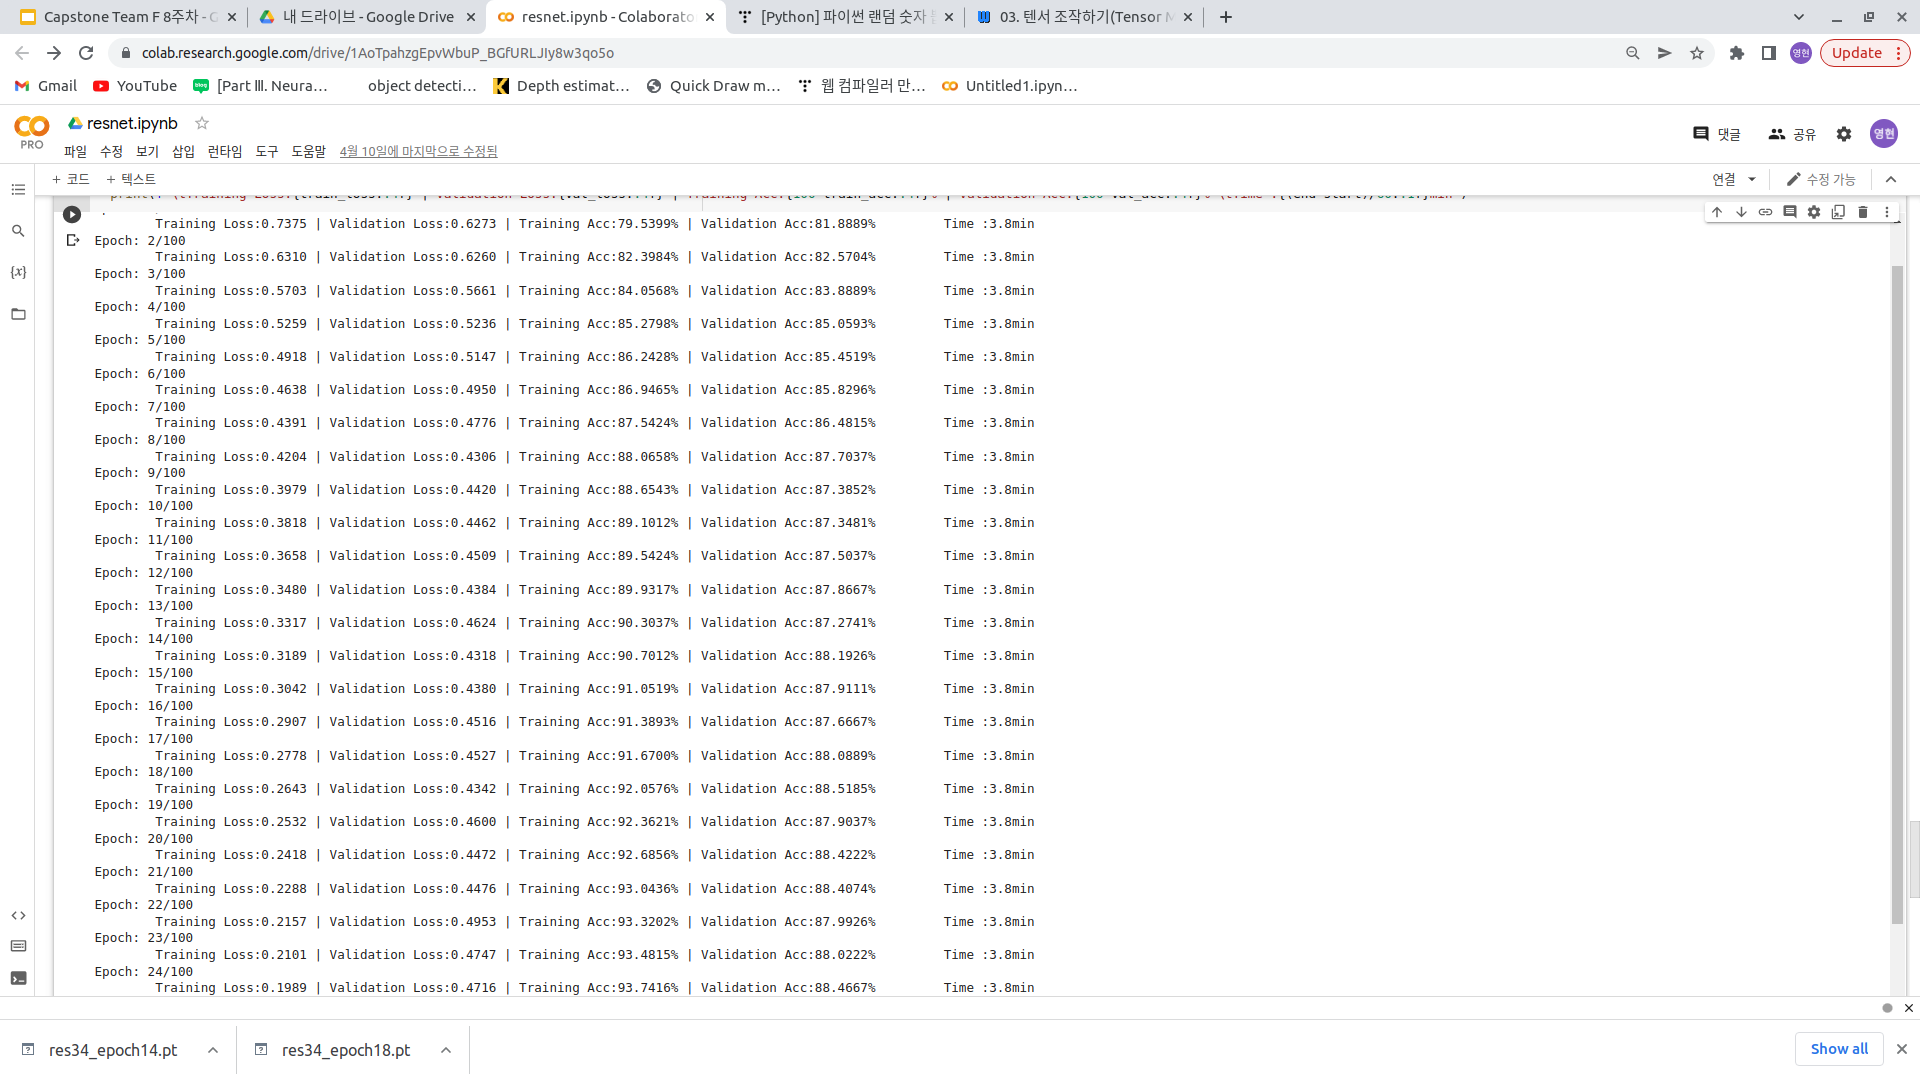 Capstone Team F 8주차 - G
내 드라이브 - Google Drive
resnet.ipynb - Colaborato
[Python] 파이썬 랜덤 숫자
03. 텐서 조작하기(Tensor M
colab.research.google.com/drive/1AoTpahzgEpvWbuP_BGfURLJIy8w3qo5o
영현
Update
Gmail
YouTube
[Part Ⅲ. Neura…
object detecti…
Depth estimat…
Quick Draw m…
웹 컴파일러 만…
Untitled1.ipyn…
PRO
resnet.ipynb
댓글
공유
영현
파일 수정 보기 삽입 런타임 도구 도움말 4월 10일에 마지막으로 수정됨
+ 코드 + 텍스트
연결
수정 가능
Training Loss:0.7375 | Validation Loss:0.6273 | Training Acc:79.5399% | Validation Acc:81.8889% Time :3.8min
Epoch: 2/100
Training Loss:0.6310 | Validation Loss:0.6260 | Training Acc:82.3984% | Validation Acc:82.5704% Time :3.8min
Epoch: 3/100
Training Loss:0.5703 | Validation Loss:0.5661 | Training Acc:84.0568% | Validation Acc:83.8889% Time :3.8min
Epoch: 4/100
Training Loss:0.5259 | Validation Loss:0.5236 | Training Acc:85.2798% | Validation Acc:85.0593% Time :3.8min
Epoch: 5/100
Training Loss:0.4918 | Validation Loss:0.5147 | Training Acc:86.2428% | Validation Acc:85.4519% Time :3.8min
Epoch: 6/100
Training Loss:0.4638 | Validation Loss:0.4950 | Training Acc:86.9465% | Validation Acc:85.8296% Time :3.8min
Epoch: 7/100
Training Loss:0.4391 | Validation Loss:0.4776 | Training Acc:87.5424% | Validation Acc:86.4815% Time :3.8min
Epoch: 8/100
Training Loss:0.4204 | Validation Loss:0.4306 | Training Acc:88.0658% | Validation Acc:87.7037% Time :3.8min
Epoch: 9/100
Training Loss:0.3979 | Validation Loss:0.4420 | Training Acc:88.6543% | Validation Acc:87.3852% Time :3.8min
Epoch: 10/100
Training Loss:0.3818 | Validation Loss:0.4462 | Training Acc:89.1012% | Validation Acc:87.3481% Time :3.8min
Epoch: 11/100
Training Loss:0.3658 | Validation Loss:0.4509 | Training Acc:89.5424% | Validation Acc:87.5037% Time :3.8min
Epoch: 12/100
Training Loss:0.3480 | Validation Loss:0.4384 | Training Acc:89.9317% | Validation Acc:87.8667% Time :3.8min
Epoch: 13/100
Training Loss:0.3317 | Validation Loss:0.4624 | Training Acc:90.3037% | Validation Acc:87.2741% Time :3.8min
Epoch: 14/100
Training Loss:0.3189 | Validation Loss:0.4318 | Training Acc:90.7012% | Validation Acc:88.1926% Time :3.8min
Epoch: 15/100
Training Loss:0.3042 | Validation Loss:0.4380 | Training Acc:91.0519% | Validation Acc:87.9111% Time :3.8min
Epoch: 16/100
Training Loss:0.2907 | Validation Loss:0.4516 | Training Acc:91.3893% | Validation Acc:87.6667% Time :3.8min
Epoch: 17/100
Training Loss:0.2778 | Validation Loss:0.4527 | Training Acc:91.6700% | Validation Acc:88.0889% Time :3.8min
Epoch: 18/100
Training Loss:0.2643 | Validation Loss:0.4342 | Training Acc:92.0576% | Validation Acc:88.5185% Time :3.8min
Epoch: 19/100
Training Loss:0.2532 | Validation Loss:0.4600 | Training Acc:92.3621% | Validation Acc:87.9037% Time :3.8min
Epoch: 20/100
Training Loss:0.2418 | Validation Loss:0.4472 | Training Acc:92.6856% | Validation Acc:88.4222% Time :3.8min
Epoch: 21/100
Training Loss:0.2288 | Validation Loss:0.4476 | Training Acc:93.0436% | Validation Acc:88.4074% Time :3.8min
Epoch: 22/100
Training Loss:0.2157 | Validation Loss:0.4953 | Training Acc:93.3202% | Validation Acc:87.9926% Time :3.8min
Epoch: 23/100
Training Loss:0.2101 | Validation Loss:0.4747 | Training Acc:93.4815% | Validation Acc:88.0222% Time :3.8min
Epoch: 24/100
Training Loss:0.1989 | Validation Loss:0.4716 | Training Acc:93.7416% | Validation Acc:88.4667% Time :3.8min
res34_epoch14.pt
res34_epoch18.pt
Show all